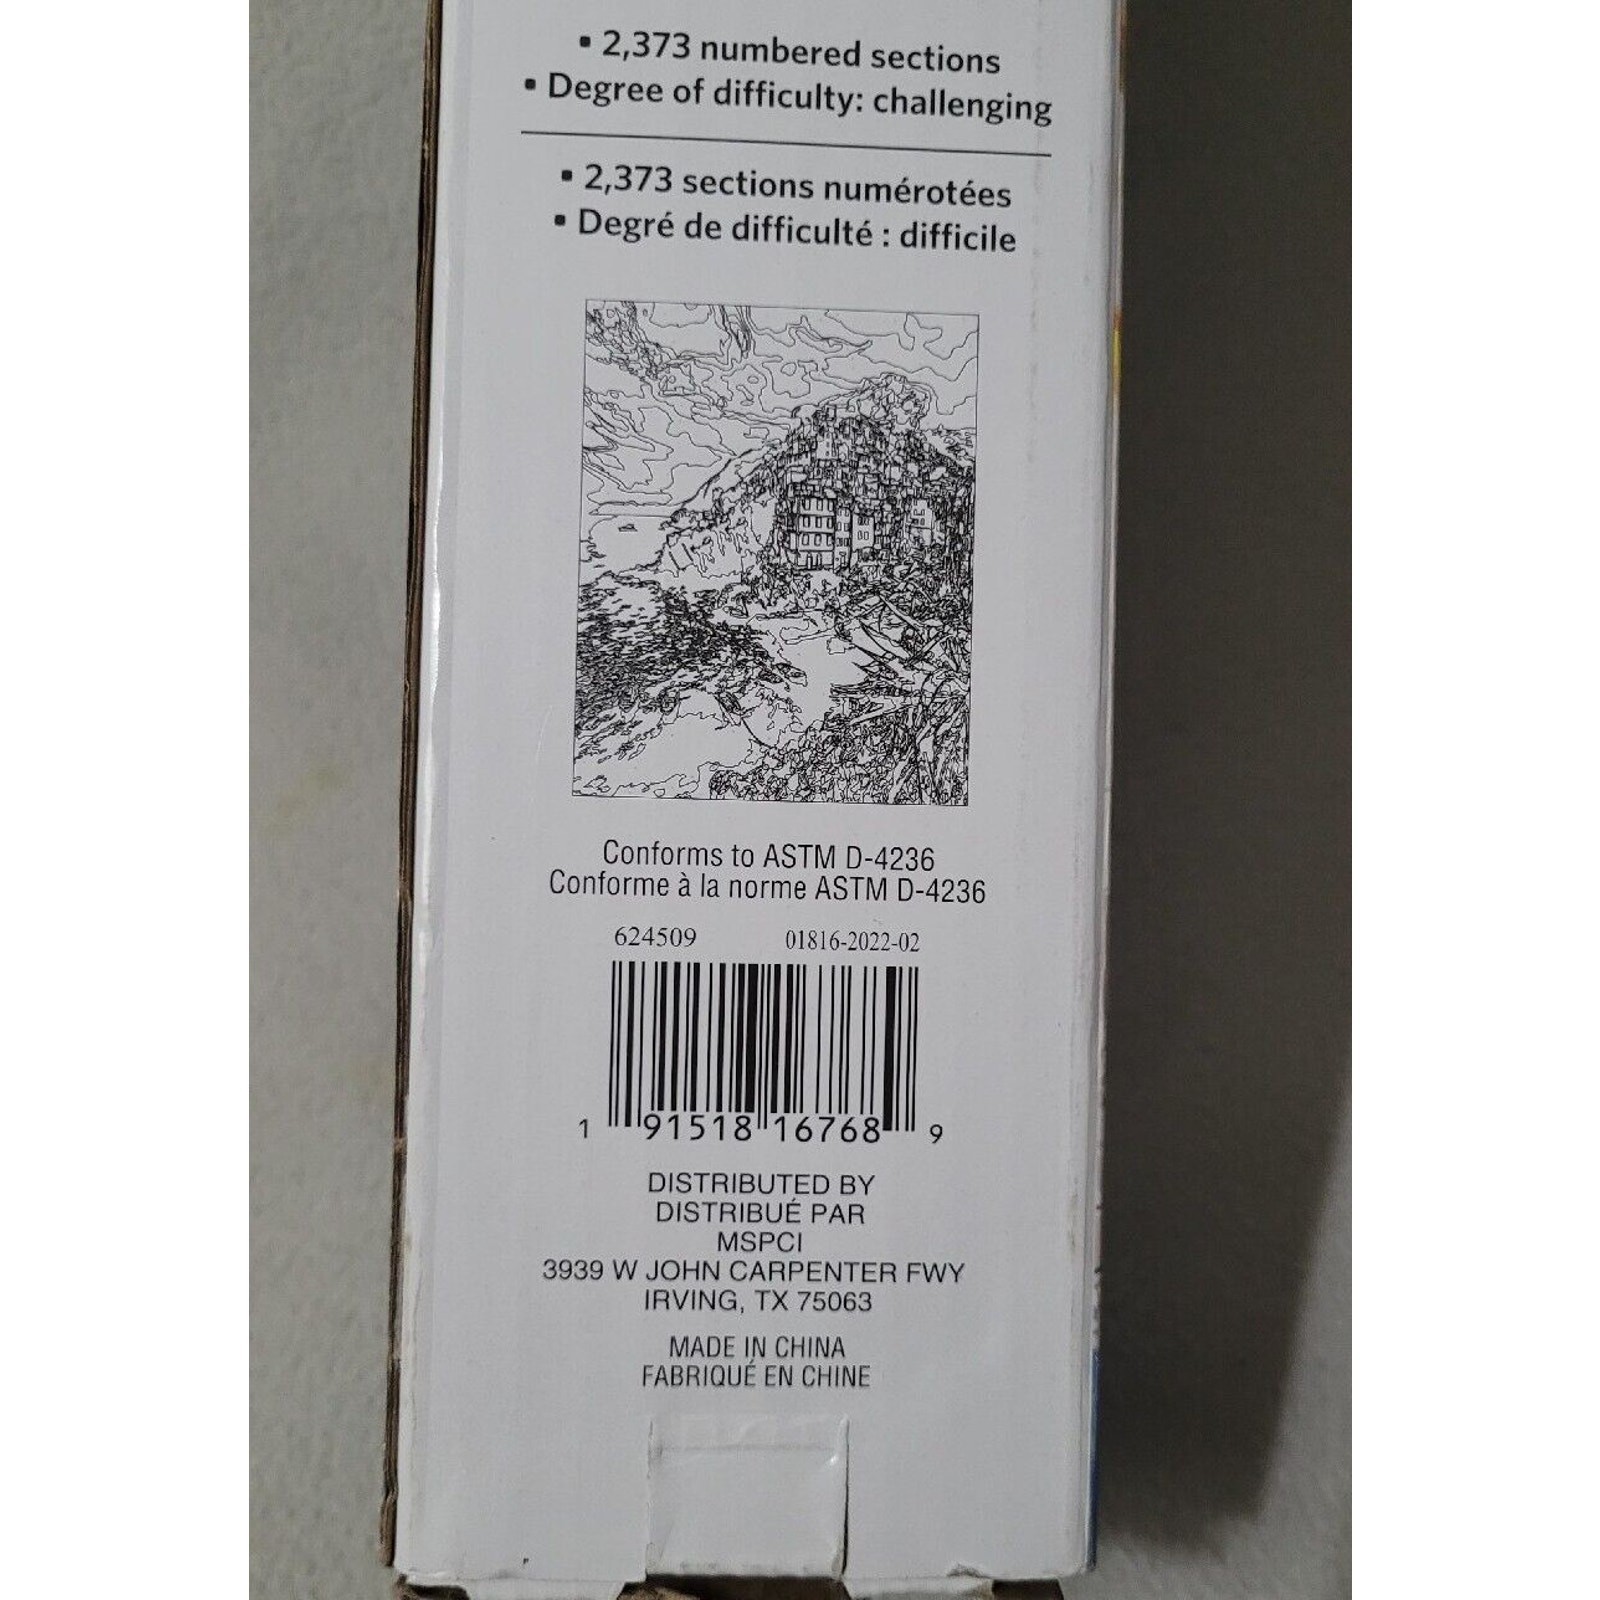 ▪ 2,373 numbered sections
▪ Degree of difficulty: challenging
▪ 2,373 sections numérotées
▪ Degré de difficulté : difficile
Conforms to ASTM D-4236
Conforme à la norme ASTM D-4236
624509 01816-2022-02
1 91518 16768 9
DISTRIBUTED BY
DISTRIBUÉ PAR
MSPCI
3939 W JOHN CARPENTER FWY
IRVING, TX 75063
MADE IN CHINA
FABRIQUÉ EN CHINE